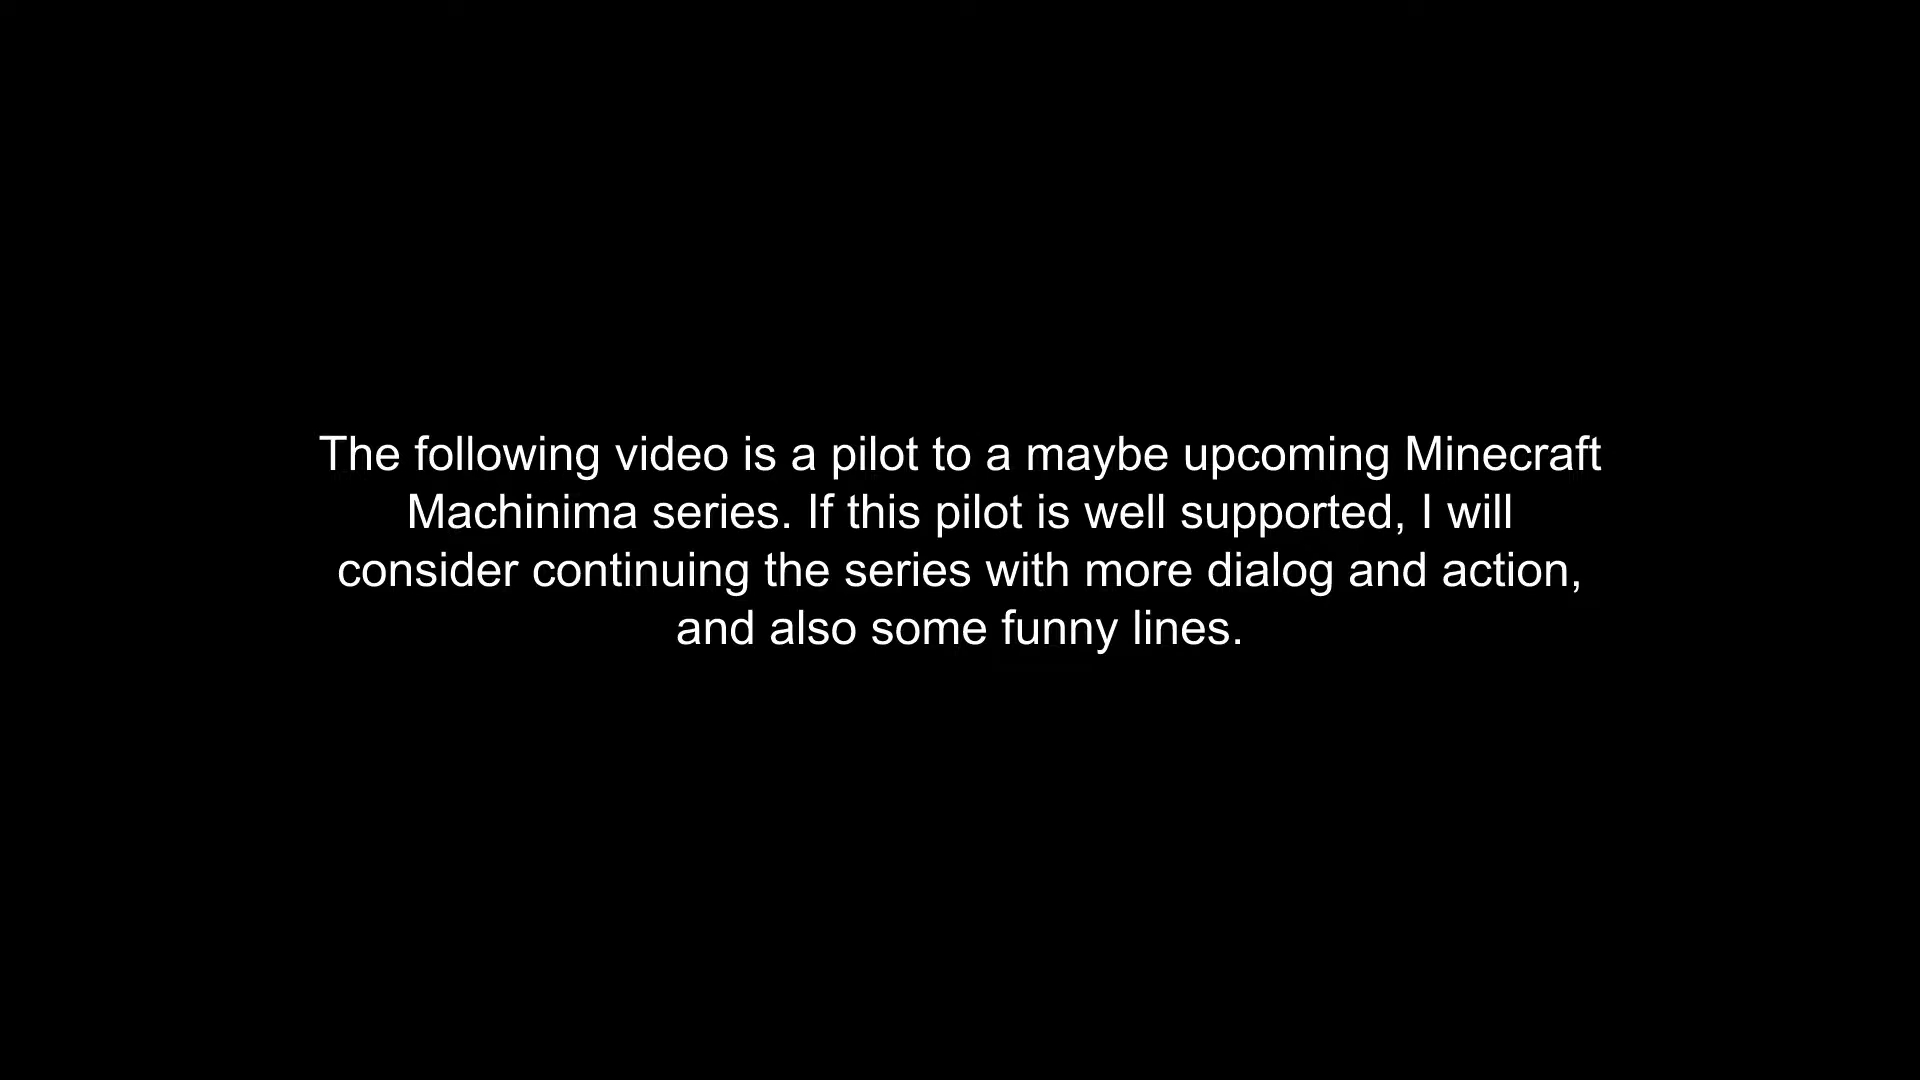 The following video is a pilot to a maybe upcoming Minecraft
Machinima series. If this pilot is well supported, I will
consider continuing the series with more dialog and action,
and also some funny lines.